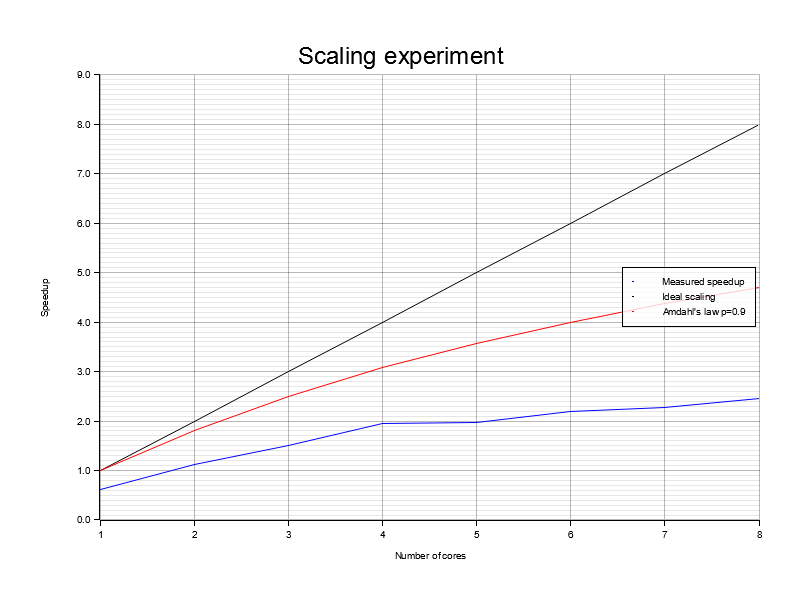 Scaling experiment
9.0
8.0
7.0
6.0
5.0
4.0
3.0
2.0
1.0
0.0
Speedup
Measured speedup
Ideal scaling
Amdahl's law p=0.9
1 2 3 4 5 6 7 8
Number of cores